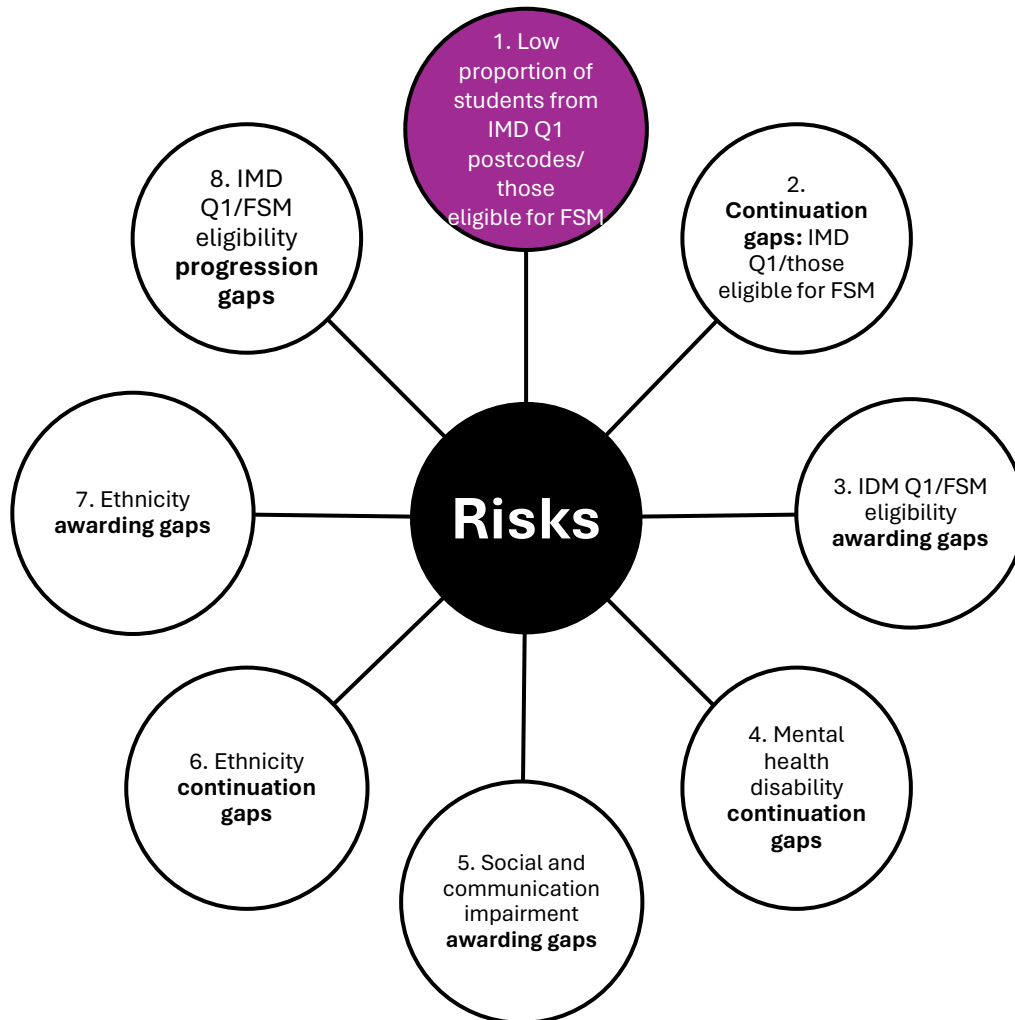 1. Low
proportion of
students from
IMD Q1
postcodes/
those
eligible for FSM
2.
Continuation
gaps: IMD
Q1/those
eligible for FSM
3. IDM Q1/FSM
eligibility
awarding gaps
4. Mental
health
disability
continuation
gaps
5. Social and
communication
impairment
awarding gaps
6. Ethnicity
continuation
gaps
7. Ethnicity
awarding gaps
8. IMD
Q1/FSM
eligibility
progression
gaps
Risks